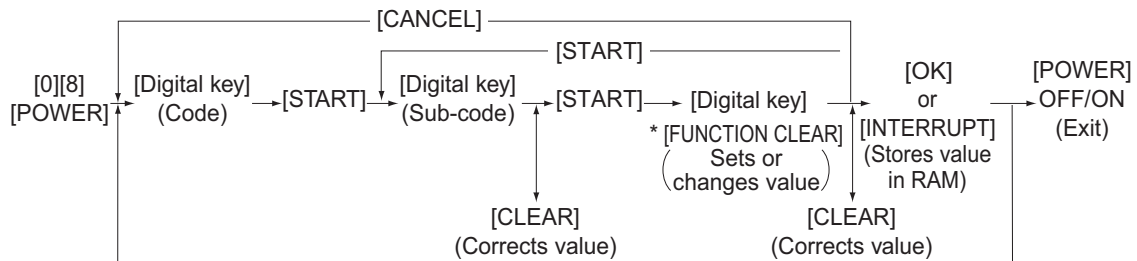 [CANCEL]
[START]
[0][8]
[POWER]
[Digital key]
(Code)
[START]
[Digital key]
(Sub-code)
[START]
[Digital key]
* [FUNCTION CLEAR]
(Sets or
changes value)
[OK]
or
[INTERRUPT]
(Stores value
in RAM)
[POWER]
OFF/ON
(Exit)
[CLEAR]
(Corrects value)
[CLEAR]
(Corrects value)